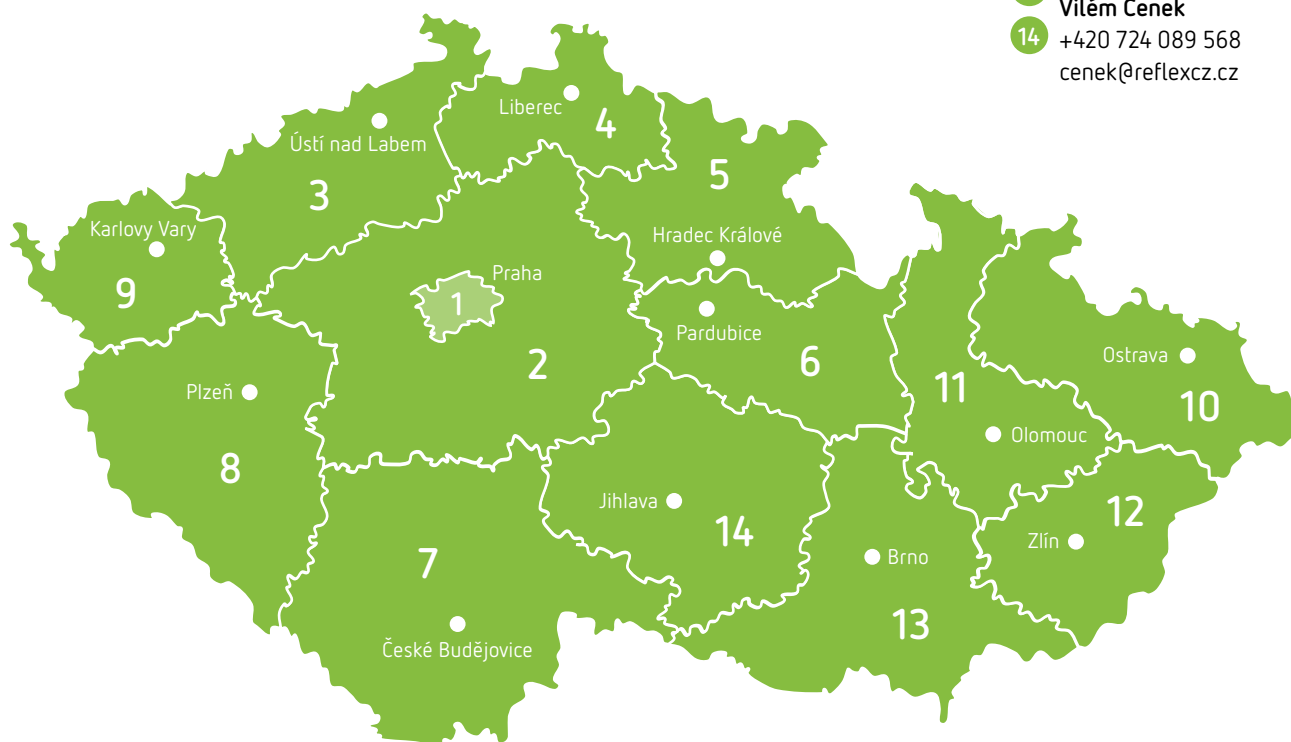 Vilém Cenek
14
+420 724 089 568
cenek@reflexcz.cz
Liberec
4
Ústí nad Labem
3
5
Karlovy Vary
9
Hradec Králové
Praha
1
Pardubice
2
6
Ostrava
10
Plzeň
8
11
Olomouc
Jihlava
14
12
Zlín
7
Brno
13
České Budějovice